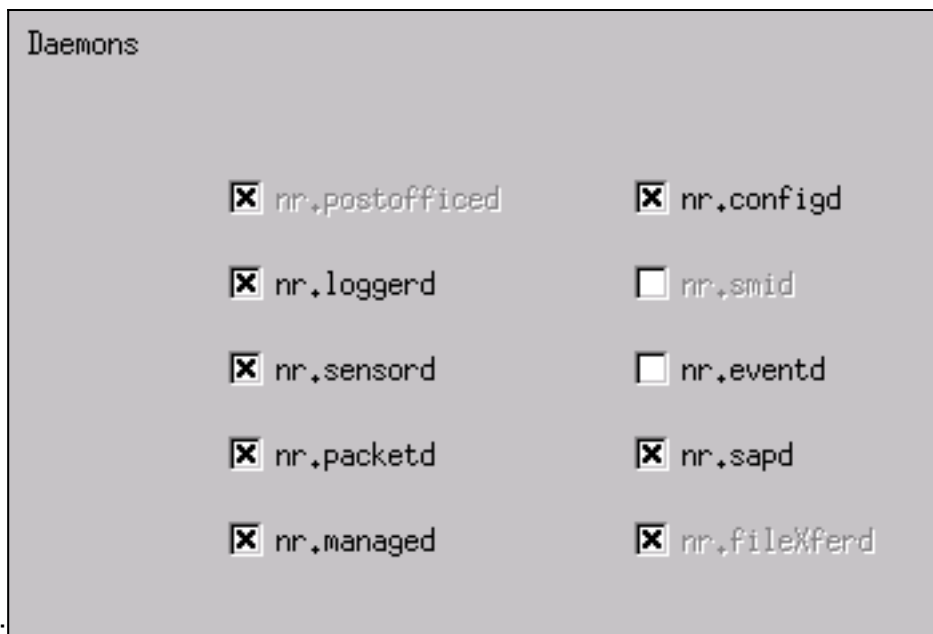 Daemons
nr.postofficed nr.configd
nr.loggerd nr.smid
nr.sensord nr.eventd
nr.packetd nr.sapd
nr.managed nr.fileXferd
.